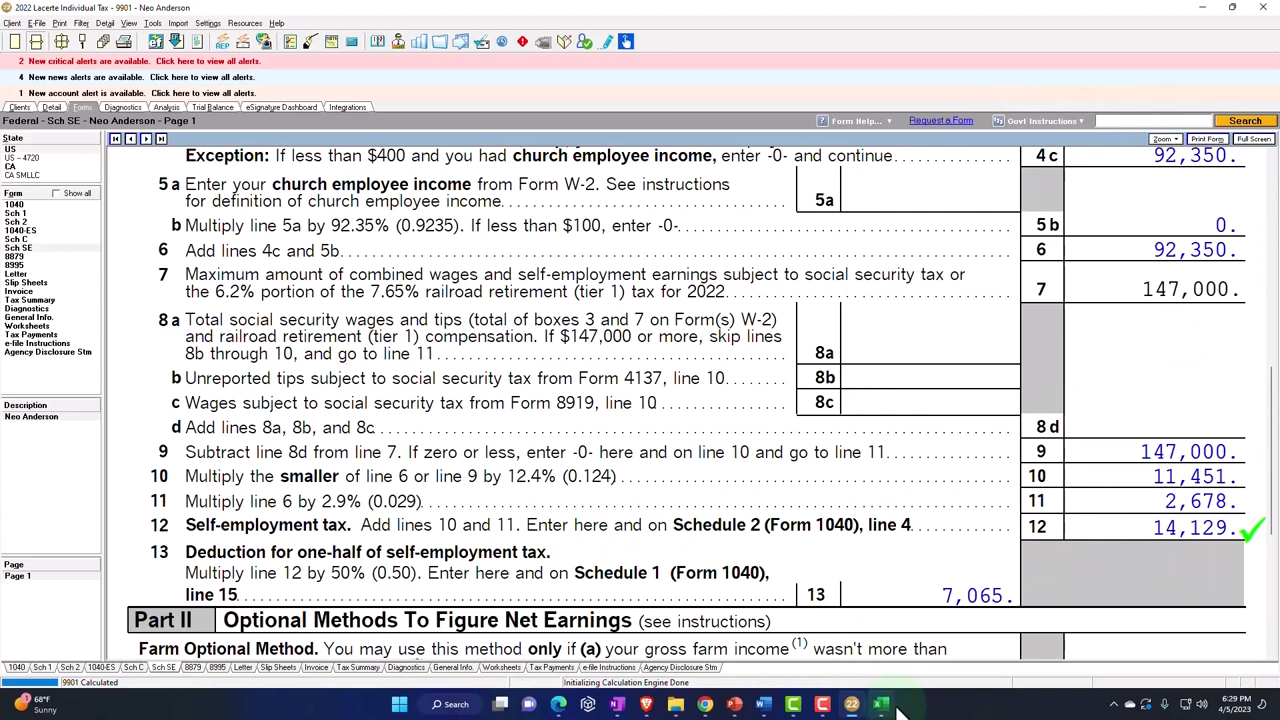 2022 Lacerte Individual Tax - 9901 - Neo Anderson
Client E-File Print Filter Detail View Tools Import Settings Resources Help
2 New critical alerts are available. Click here to view all alerts.
4 New news alerts are available. Click here to view all alerts.
1 New account alert is available. Click here to view all alerts.
Clients Detail Forms Diagnostics Analysis Trial Balance eSignature Dashboard Integrations
Federal - Sch SE - Neo Anderson - Page 1
Form Help... Request a Form Govt Instructions Search
Zoom Print Form Full Screen
State
US
US - 4720
CA
CA SMLLC
Form Show all
1040
Sch 1
Sch 2
1040-ES
Sch C
Sch SE
8879
8995
Letter
Slip Sheets
Invoice
Tax Summary
Diagnostics
General Info.
Worksheets
Tax Payments
e-file Instructions
Agency Disclosure Stm
Description
Neo Anderson
Page
Page 1
Exception: If less than $400 and you had church employee income, enter -0- and continue 4c 92,350.
5a Enter your church employee income from Form W-2. See instructions
for definition of church employee income 5a
b Multiply line 5a by 92.35% (0.9235). If less than $100, enter -0- 5b 0.
6 Add lines 4c and 5b 6 92,350.
7 Maximum amount of combined wages and self-employment earnings subject to social security tax or
the 6.2% portion of the 7.65% railroad retirement (tier 1) tax for 2022 7 147,000.
8a Total social security wages and tips (total of boxes 3 and 7 on Form(s) W-2)
and railroad retirement (tier 1) compensation. If $147,000 or more, skip lines
8b through 10, and go to line 11 8a
b Unreported tips subject to social security tax from Form 4137, line 10 8b
c Wages subject to social security tax from Form 8919, line 10 8c
d Add lines 8a, 8b, and 8c 8d
9 Subtract line 8d from line 7. If zero or less, enter -0- here and on line 10 and go to line 11 9 147,000.
10 Multiply the smaller of line 6 or line 9 by 12.4% (0.124) 10 11,451.
11 Multiply line 6 by 2.9% (0.029) 11 2,678.
12 Self-employment tax. Add lines 10 and 11. Enter here and on Schedule 2 (Form 1040), line 4 12 14,129.
13 Deduction for one-half of self-employment tax.
Multiply line 12 by 50% (0.50). Enter here and on Schedule 1 (Form 1040),
line 15 13 7,065.
Part II Optional Methods To Figure Net Earnings (see instructions)
Farm Optional Method. You may use this method only if (a) your gross farm income (1) wasn't more than
1040 Sch 1 Sch 2 1040-ES Sch C Sch SE 8879 8995 Letter Slip Sheets Invoice Tax Summary Diagnostics General Info. Worksheets Tax Payments e-file Instructions Agency Disclosure Stm
9901 Calculated Initializing Calculation Engine Done
68°F
Sunny
Search
6:29 PM
4/5/2023